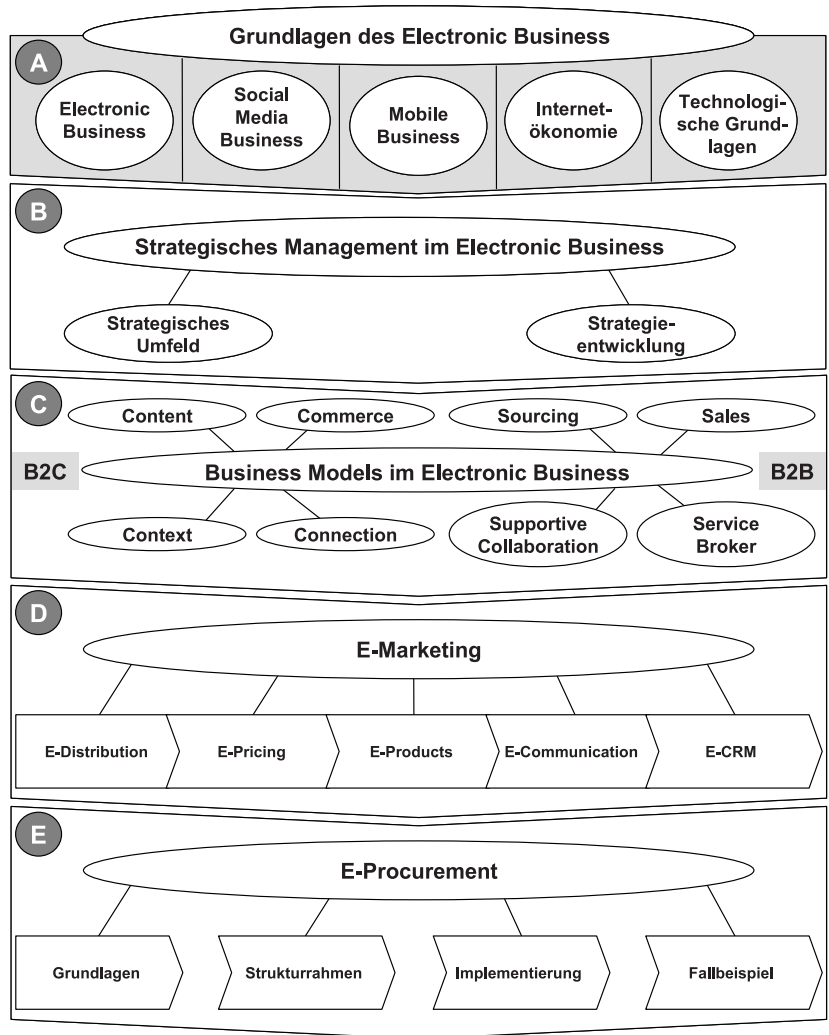 Grundlagen des Electronic Business
A
Electronic
Business
Social
Media
Business
Mobile
Business
Internet-
ökonomie
Technologi-
sche Grund-
lagen
B
Strategisches Management im Electronic Business
Strategisches
Umfeld
Strategie-
entwicklung
C
Content
Commerce
Sourcing
Sales
B2C
Business Models im Electronic Business
B2B
Context
Connection
Supportive
Collaboration
Service
Broker
D
E-Marketing
E-Distribution
E-Pricing
E-Products
E-Communication
E-CRM
E
E-Procurement
Grundlagen
Strukturrahmen
Implementierung
Fallbeispiel